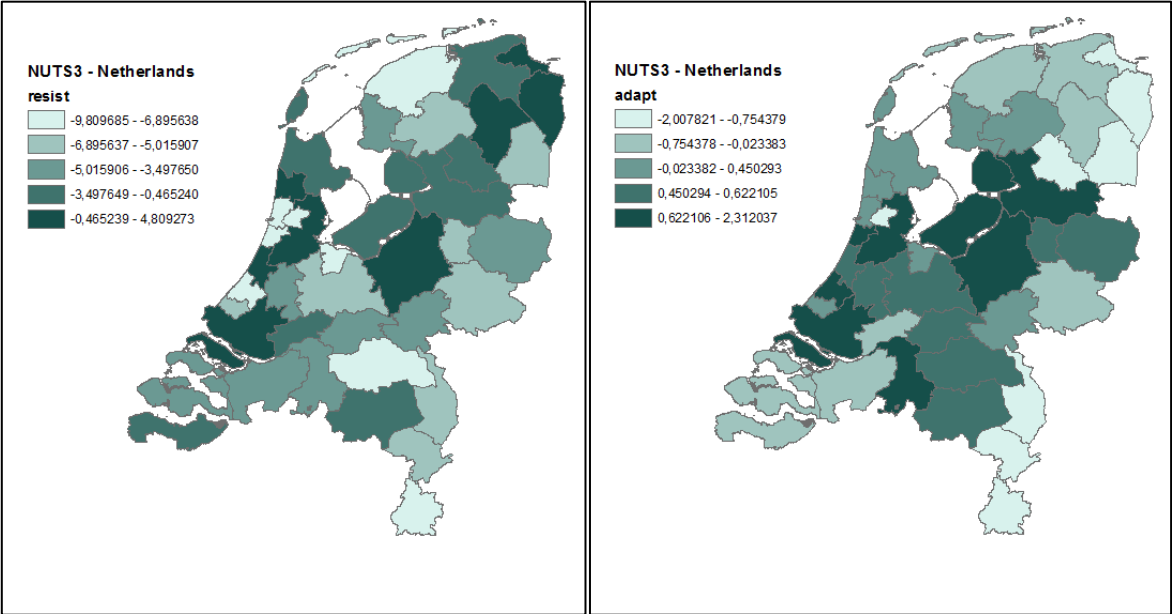 NUTS3 - Netherlands
resist
-9,809685 - -6,895638
-6,895637 - -5,015907
-5,015906 - -3,497650
-3,497649 - -0,465240
-0,465239 - 4,809273
NUTS3 - Netherlands
adapt
-2,007821 - -0,754379
-0,754378 - -0,023383
-0,023382 - 0,450293
0,450294 - 0,622105
0,622106 - 2,312037